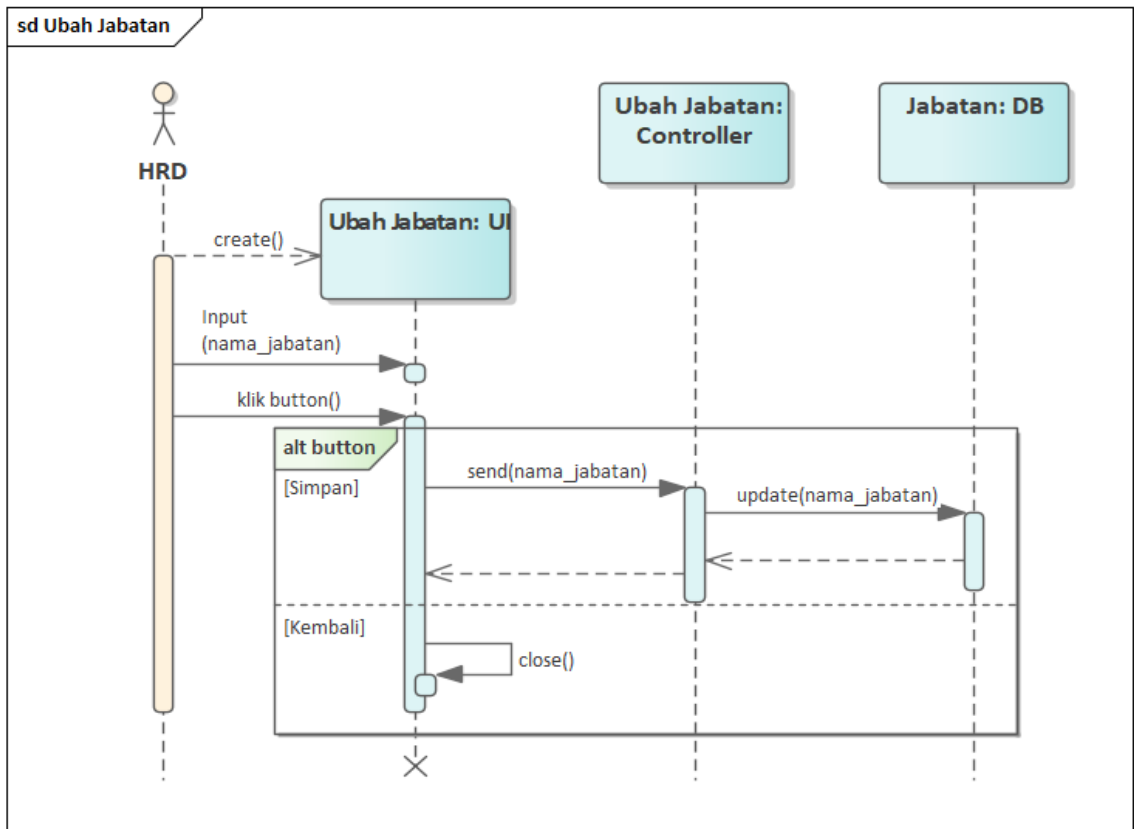 sd Ubah Jabatan
HRD
Ubah Jabatan:
Controller
Jabatan: DB
Ubah Jabatan: UI
create()
Input
(nama_jabatan)
klik button()
alt button
[Simpan]
send(nama_jabatan)
update(nama_jabatan)
[Kembali]
close()